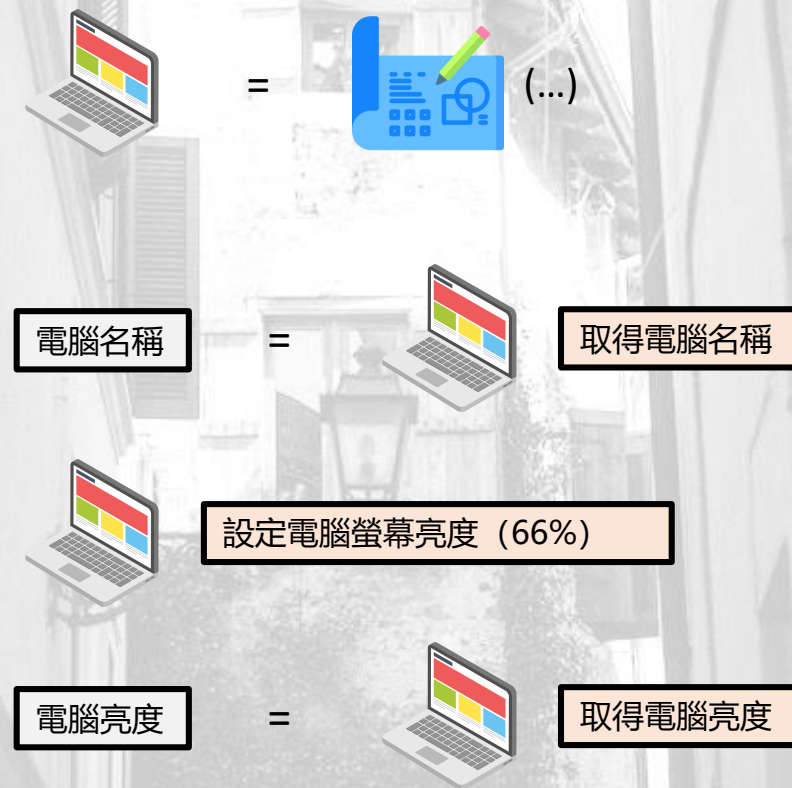 = (...)
電腦名稱 = 取得電腦名稱
設定電腦螢幕亮度（66%）
電腦亮度 = 取得電腦亮度